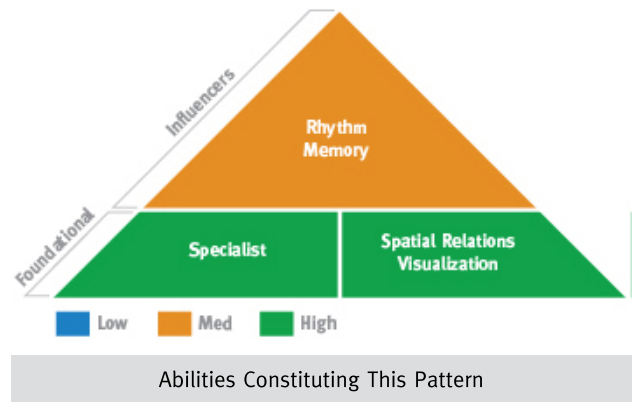 Influencers
Rhythm
Memory
Foundational
Specialist
Spatial Relations
Visualization
Low
Med
High
Abilities Constituting This Pattern